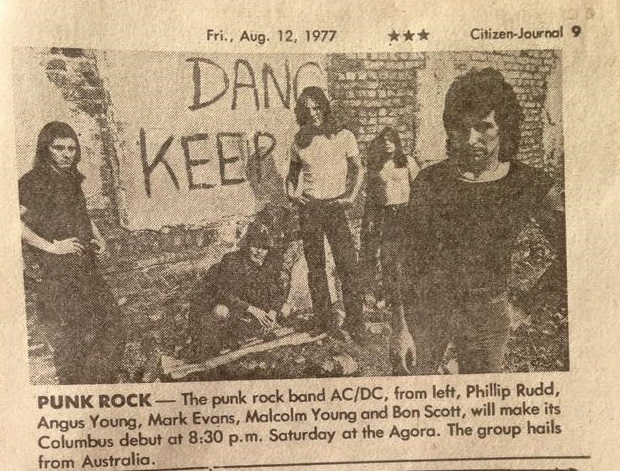 Fri., Aug. 12, 1977 ★★★ Citizen-Journal 9
DANG
KEEP
PUNK ROCK — The punk rock band AC/DC, from left, Phillip Rudd,
Angus Young, Mark Evans, Malcolm Young and Bon Scott, will make its
Columbus debut at 8:30 p.m. Saturday at the Agora. The group hails
from Australia.